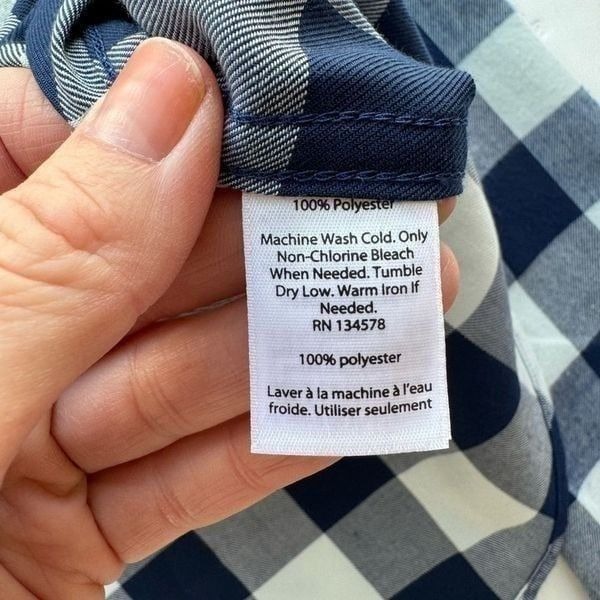 100% Polyester
Machine Wash Cold. Only
Non-Chlorine Bleach
When Needed. Tumble
Dry Low. Warm Iron If
Needed.
RN 134578
100% polyester
Laver à la machine à l'eau
froide. Utiliser seulement